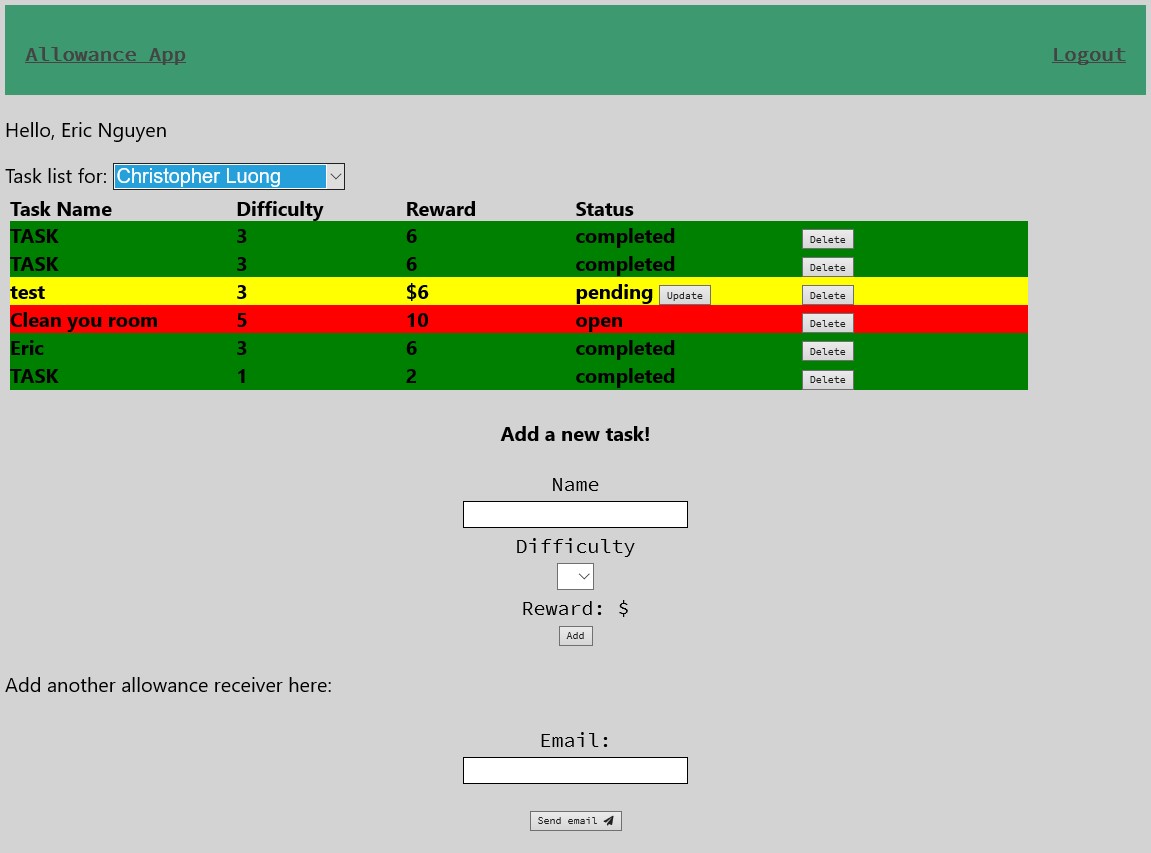 Allowance App Logout
Hello, Eric Nguyen
Task list for: Christopher Luong
Task Name Difficulty Reward Status
TASK 3 6 completed Delete
TASK 3 6 completed Delete
test 3 $6 pending Update Delete
Clean you room 5 10 open Delete
Eric 3 6 completed Delete
TASK 1 2 completed Delete
Add a new task!
Name
Difficulty
Reward: $
Add
Add another allowance receiver here:
Email:
Send email